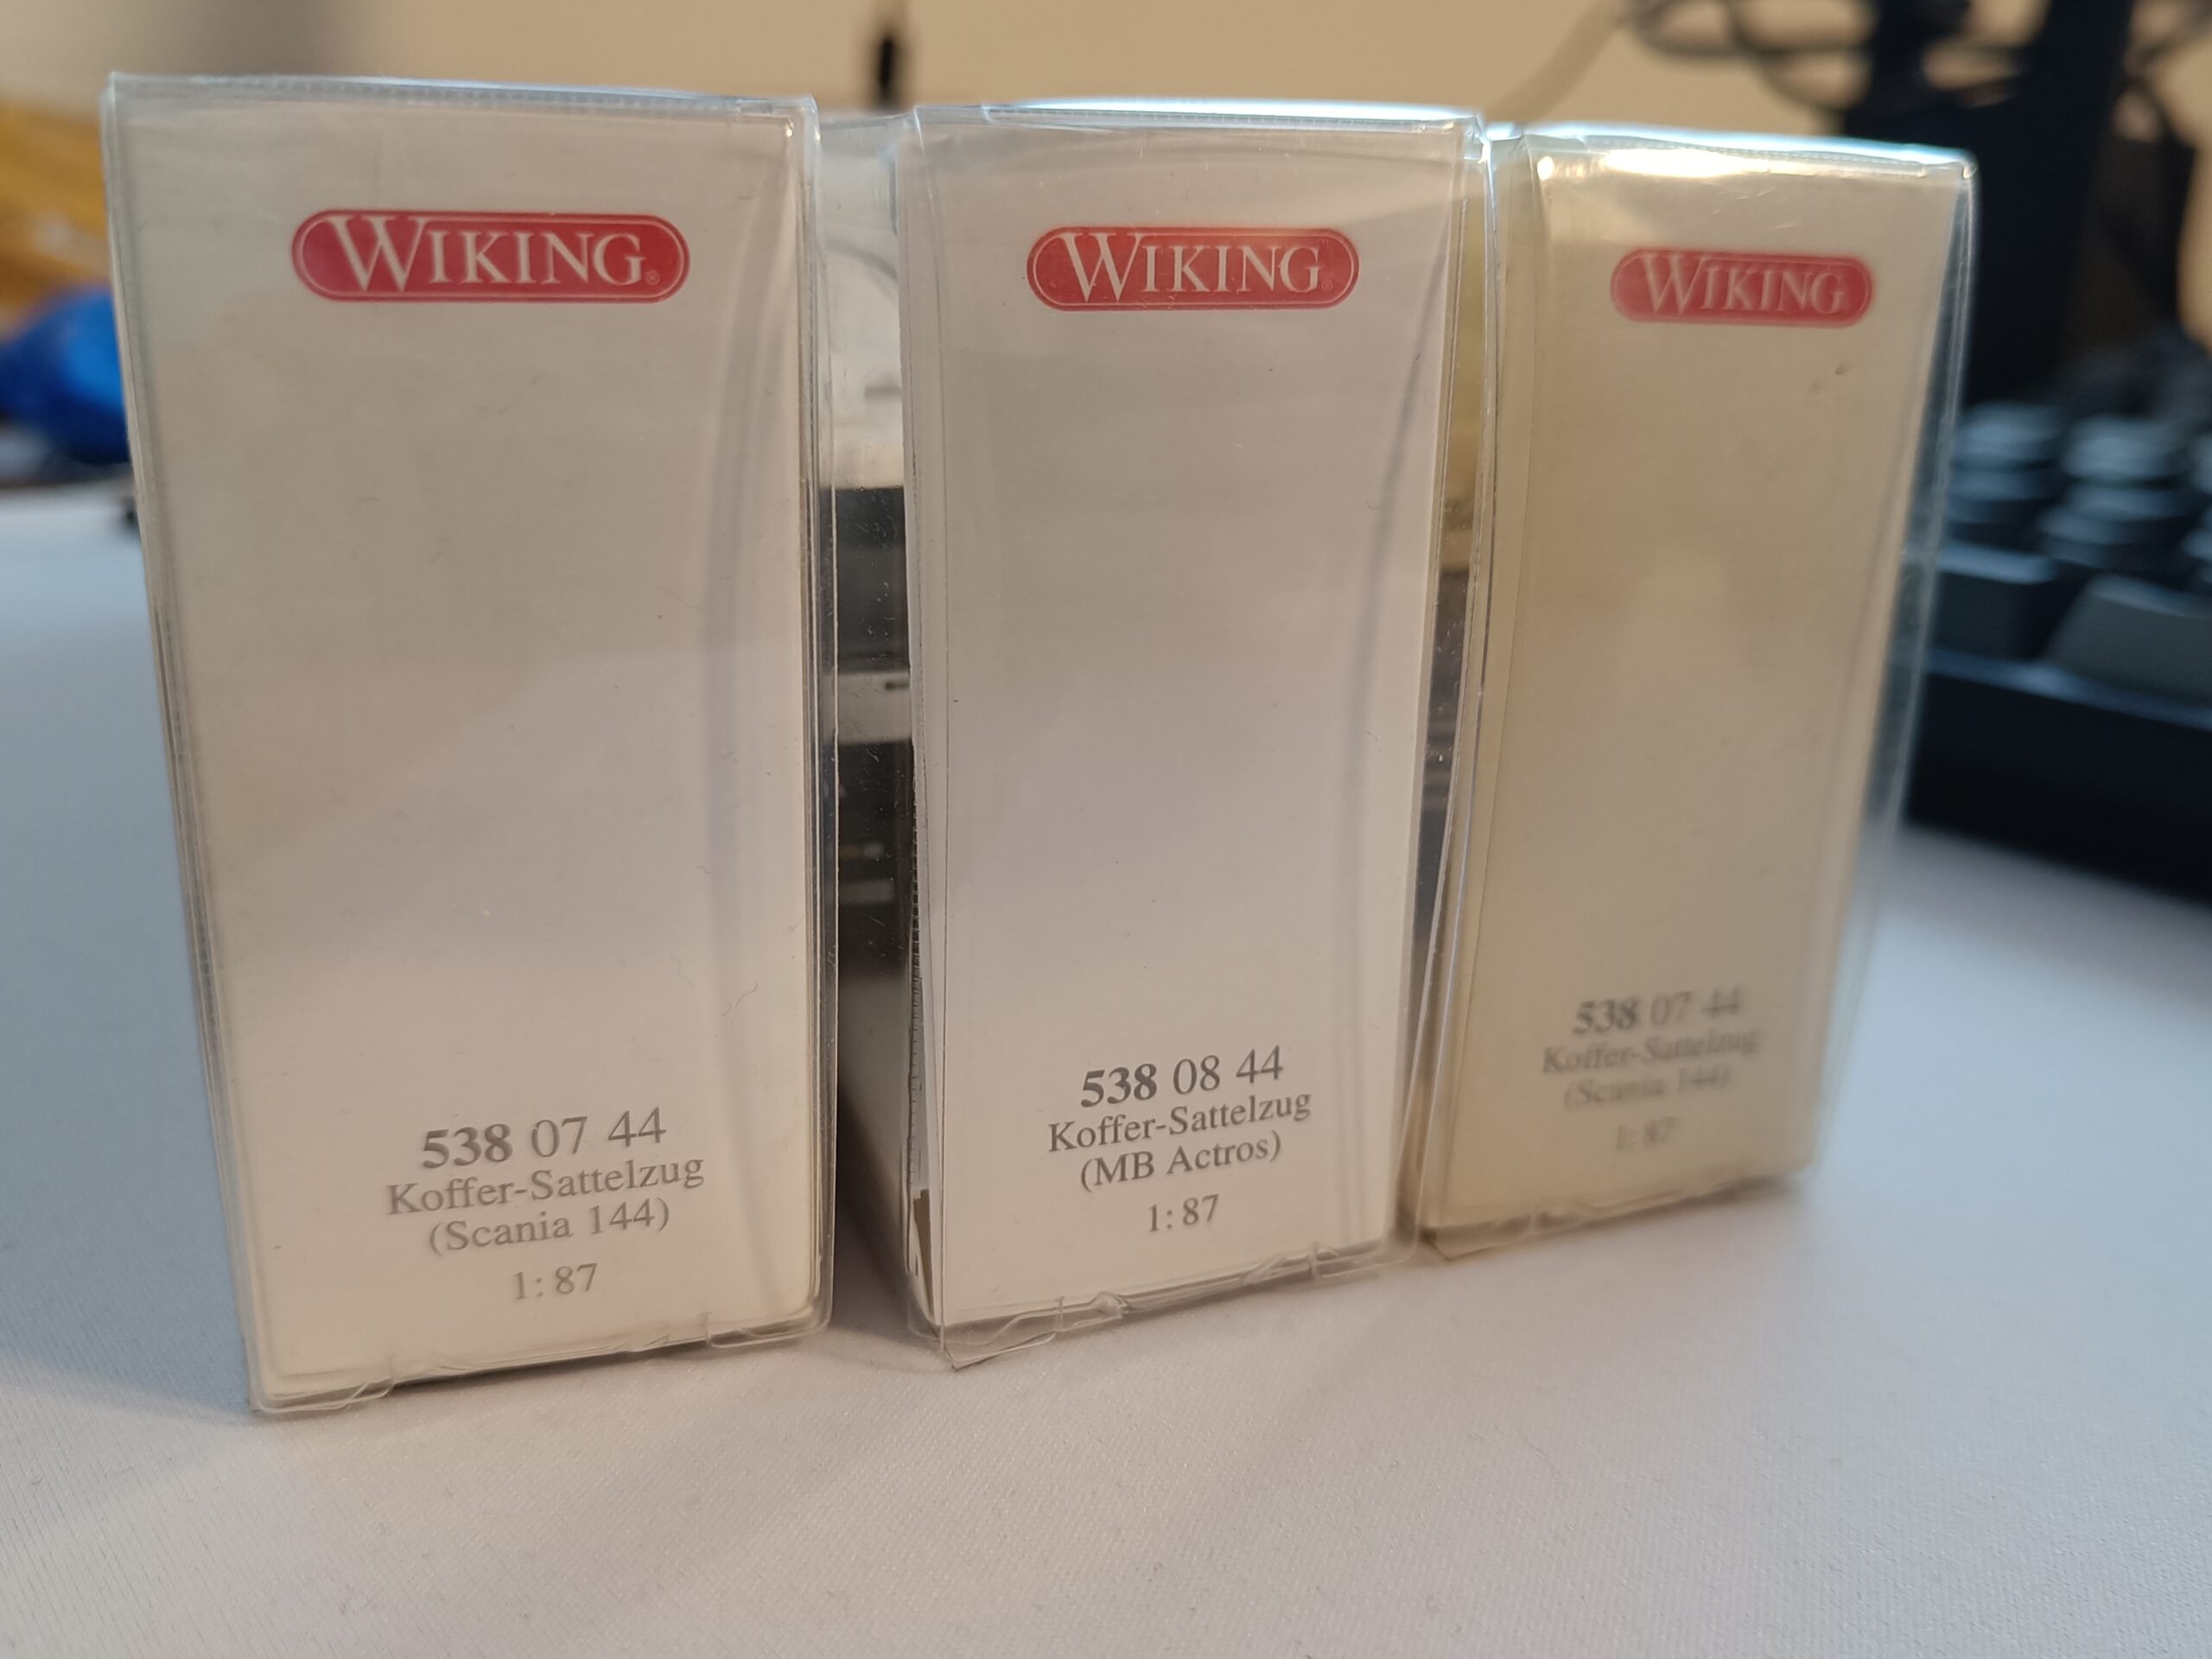 WIKING®
538 07 44
Koffer-Sattelzug
(Scania 144)
1:87
WIKING®
538 08 44
Koffer-Sattelzug
(MB Actros)
1:87
WIKING
538 07 44
Koffer-Sattelzug
(Scania 144)
1:87